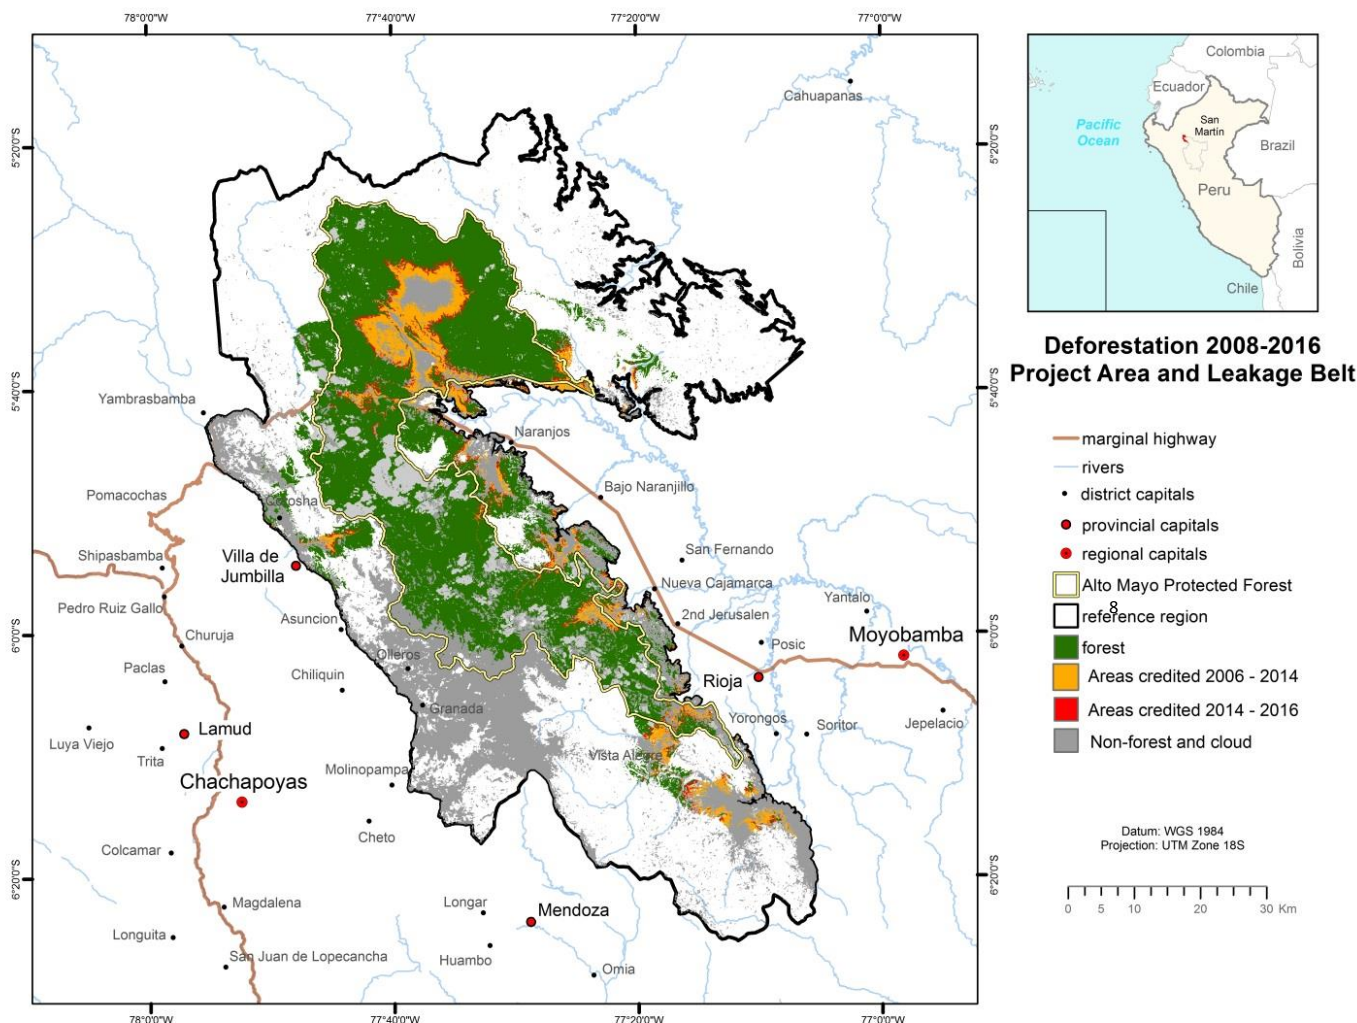 78°0'0"W
77°40'0"W
77°20'0"W
77°0'0"W
5°20'0"S
5°40'0"S
6°0'0"S
6°20'0"S
Cahuapanas
Yambrasbamba
Naranjos
Pomacochas
Bajo Naranjillo
Corosha
Shipasbamba
Villa de
Jumbilla
San Fernando
Nueva Cajamarca
Pedro Ruiz Gallo
Asuncion
2nd Jerusalen
Yantalo
Churuja
Posic
Moyobamba
Paclas
Olleros
Chiliquin
Rioja
Granada
Lamud
Yorongos
Soritor
Jepelacio
Luya Viejo
Trita
Vista Alegre
Chachapoyas
Molinopampa
Cheto
Colcamar
Magdalena
Longar
Mendoza
Longuita
San Juan de Lopecancha
Huambo
Omia
5°20'0"S
5°40'0"S
6°0'0"S
6°20'0"S
78°0'0"W
77°40'0"W
77°20'0"W
77°0'0"W
Colombia
Ecuador
San
Martín
Pacific
Ocean
Brazil
Peru
Bolivia
Chile
Deforestation 2008-2016
Project Area and Leakage Belt
marginal highway
rivers
district capitals
provincial capitals
regional capitals
Alto Mayo Protected Forest
8
reference region
forest
Areas credited 2006 - 2014
Areas credited 2014 - 2016
Non-forest and cloud
Datum: WGS 1984
Projection: UTM Zone 18S
0 5 10 20 30 Km